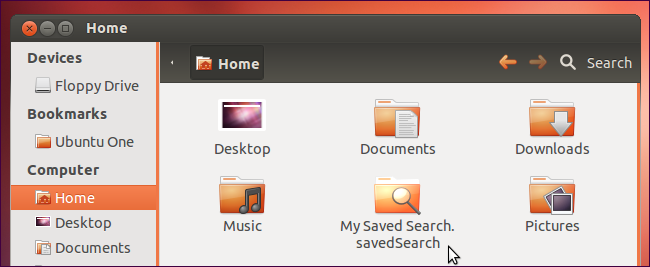 Home
Devices
Floppy Drive
Bookmarks
Ubuntu One
Computer
Home
Desktop
Documents
Home
Search
Desktop
Documents
Downloads
Music
My Saved Search.
savedSearch
Pictures